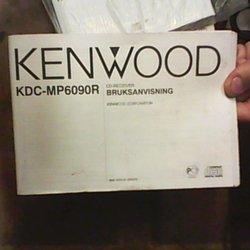 KENWOOD
KDC-MP6090R
CD-RECEIVER
BRUKSANVISNING
KENWOOD CORPORATION